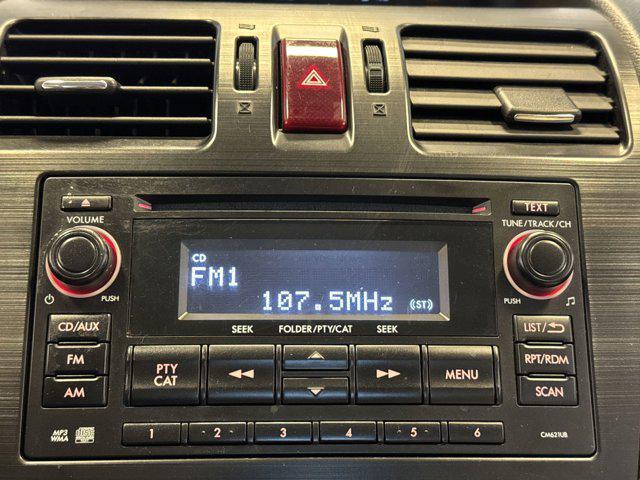 TEXT
VOLUME
TUNE/TRACK/CH
CD
FM1
107.5MHz ((ST))
PUSH
PUSH
SEEK FOLDER/PTY/CAT SEEK
CD/AUX
FM
AM
PTY CAT
MENU
LIST/
RPT/RDM
SCAN
MP3
WMA
1 2 3 4 5 6
CM621UB